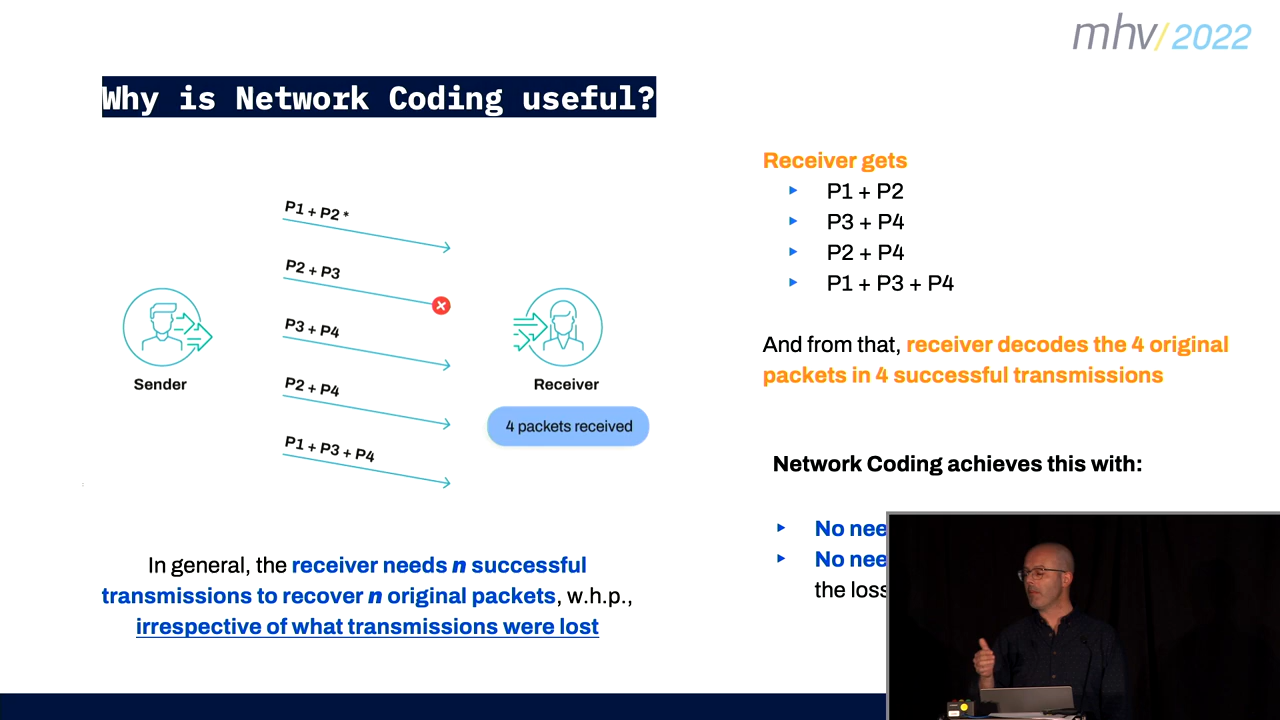 mhv/2022
Why is Network Coding useful?
P1 + P2 *
P2 + P3
P3 + P4
P2 + P4
P1 + P3 + P4
Sender
Receiver
4 packets received
In general, the receiver needs n successful
transmissions to recover n original packets, w.h.p.,
irrespective of what transmissions were lost
Receiver gets
P1 + P2
P3 + P4
P2 + P4
P1 + P3 + P4
And from that, receiver decodes the 4 original
packets in 4 successful transmissions
Network Coding achieves this with:
No
No
the